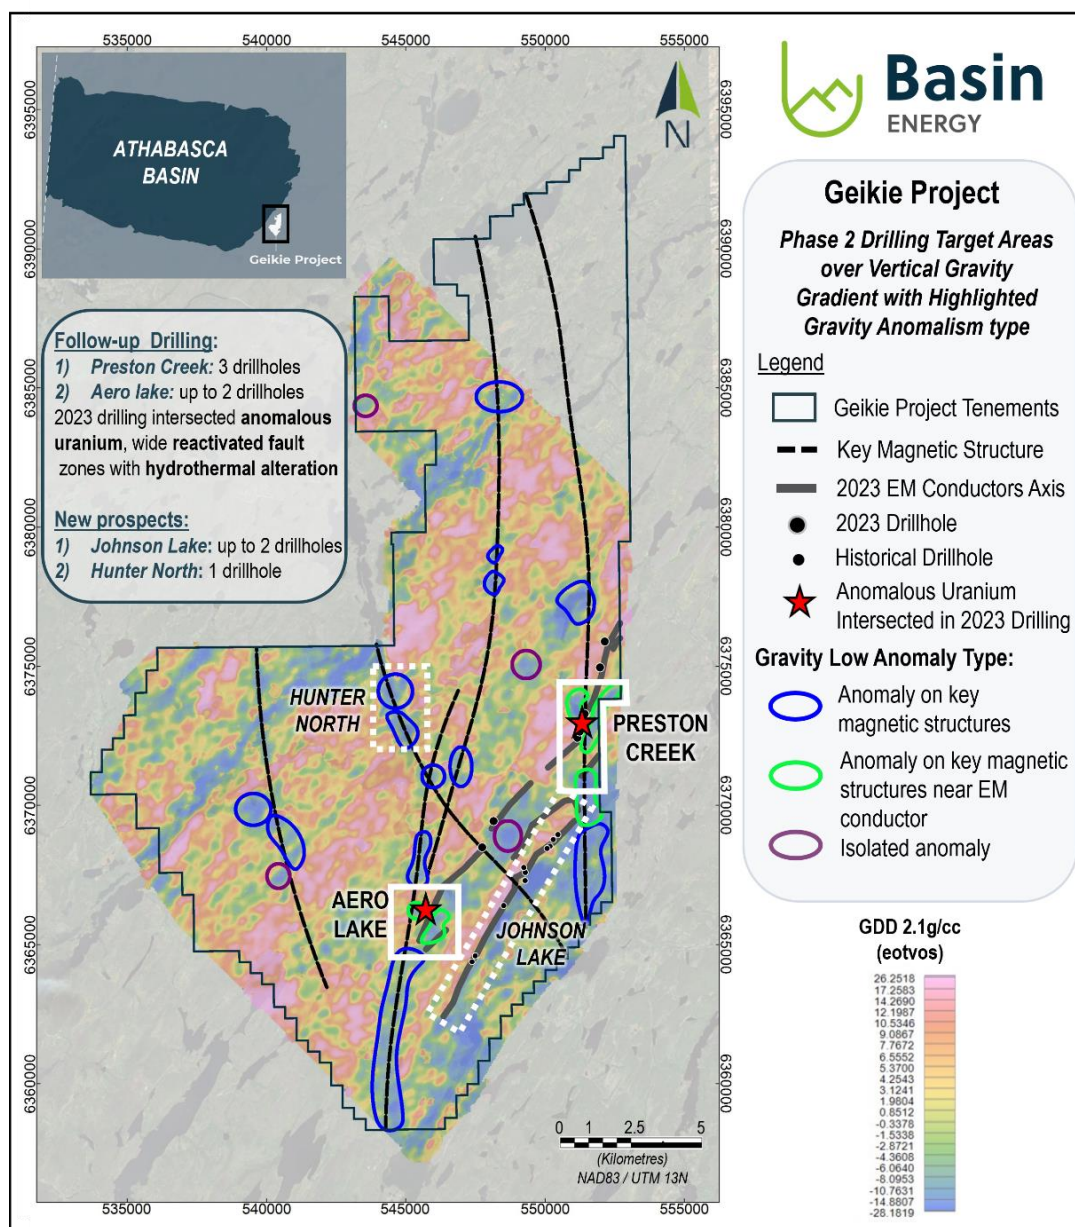 535000 540000 545000 550000 555000
6395000
6390000
6385000
6380000
6375000
6370000
6365000
6360000
ATHABASCA
BASIN
Geikie Project
N
Basin
ENERGY
Follow-up Drilling:
1) Preston Creek: 3 drillholes
2) Aero lake: up to 2 drillholes
2023 drilling intersected anomalous
uranium, wide reactivated fault
zones with hydrothermal alteration
New prospects:
1) Johnson Lake: up to 2 drillholes
2) Hunter North: 1 drillhole
HUNTER
NORTH
PRESTON
CREEK
AERO
LAKE
JOHNSON
LAKE
0 1 2.5 5
(Kilometres)
NAD83 / UTM 13N
6395000
6390000
6385000
6380000
6375000
6370000
6365000
6360000
535000 540000 545000 550000 555000
Geikie Project
Phase 2 Drilling Target Areas
over Vertical Gravity
Gradient with Highlighted
Gravity Anomalism type
Legend
Geikie Project Tenements
Key Magnetic Structure
2023 EM Conductors Axis
2023 Drillhole
Historical Drillhole
Anomalous Uranium
Intersected in 2023 Drilling
Gravity Low Anomaly Type:
Anomaly on key
magnetic structures
Anomaly on key magnetic
structures near EM
conductor
Isolated anomaly
GDD 2.1g/cc
(eotvos)
26.2518
17.2583
14.2690
12.1987
10.5346
9.0867
7.7672
6.5552
5.3700
4.2543
3.1241
1.9804
0.8512
-0.3378
-1.5338
-2.8721
-4.3608
-6.0640
-8.0953
-10.7631
-14.8807
-28.1819